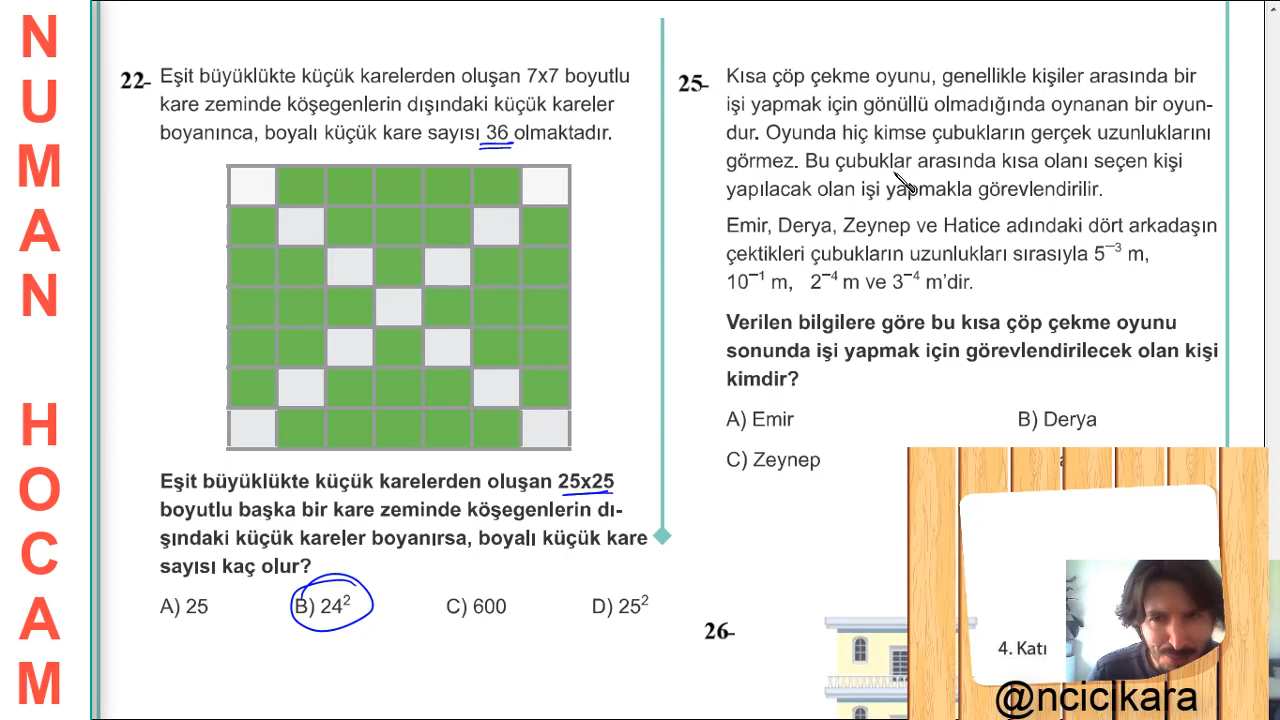 NUMAN HOCAM
22- Eşit büyüklükte küçük karelerden oluşan 7x7 boyutlu
kare zeminde köşegenlerin dışındaki küçük kareler
boyanınca, boyalı küçük kare sayısı 36 olmaktadır.
Eşit büyüklükte küçük karelerden oluşan 25x25
boyutlu başka bir kare zeminde köşegenlerin dı-
şındaki küçük kareler boyanırsa, boyalı küçük kare
sayısı kaç olur?
A) 25 B) 24² C) 600 D) 25²
25- Kısa çöp çekme oyunu, genellikle kişiler arasında bir
işi yapmak için gönüllü olmadığında oynanan bir oyun-
dur. Oyunda hiç kimse çubukların gerçek uzunluklarını
görmez. Bu çubuklar arasında kısa olanı seçen kişi
yapılacak olan işi yapmakla görevlendirilir.
Emir, Derya, Zeynep ve Hatice adındaki dört arkadaşın
çektikleri çubukların uzunlukları sırasıyla 5⁻³ m,
10⁻¹ m, 2⁻⁴ m ve 3⁻⁴ m’dir.
Verilen bilgilere göre bu kısa çöp çekme oyunu
sonunda işi yapmak için görevlendirilecek olan kişi
kimdir?
A) Emir B) Derya
C) Zeynep
26-
4. Katı
@ncicikara